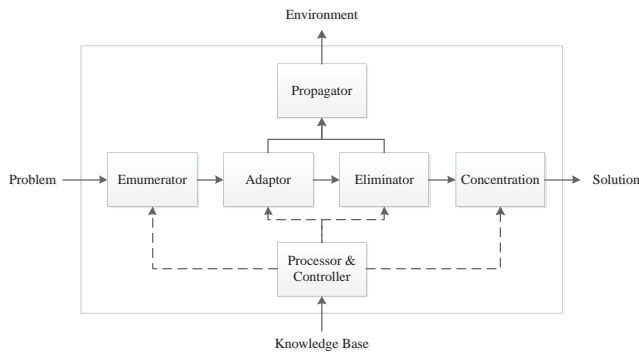 Environment
Propagator
Problem
Emumerator
Adaptor
Eliminator
Concentration
Solution
Processor &
Controller
Knowledge Base